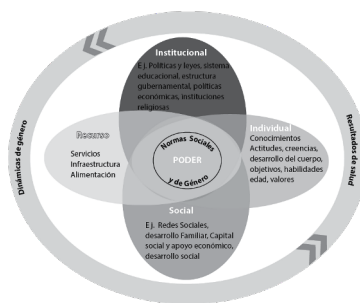 Institucional
Ej. Políticas y leyes, sistema
educacional, estructura
gubernamental, políticas
económicas, instituciones
religiosas
Recurso
Servicios
Infraestructura
Alimentación
Normas Sociales
PODER
y de Género
Individual
Conocimientos
Actitudes, creencias,
desarrollo del cuerpo,
objetivos, habilidades
edad, valores
Social
Ej. Redes Sociales,
desarrollo Familiar, Capital
social y apoyo económico,
desarrollo social
Dinámicas de género
Resultados de salud